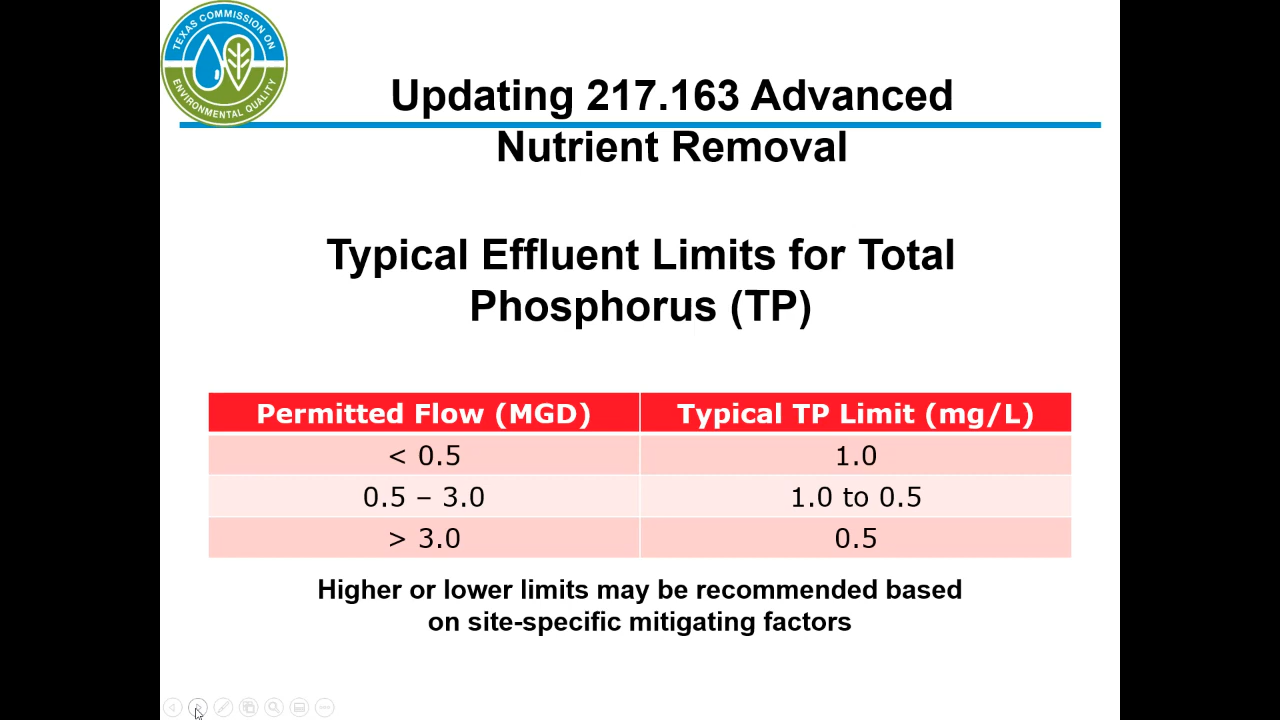 TEXAS COMMISSION ON
ENVIRONMENTAL QUALITY
Updating 217.163 Advanced
Nutrient Removal
Typical Effluent Limits for Total
Phosphorus (TP)
Permitted Flow (MGD) Typical TP Limit (mg/L)
< 0.5 1.0
0.5 – 3.0 1.0 to 0.5
> 3.0 0.5
Higher or lower limits may be recommended based
on site-specific mitigating factors